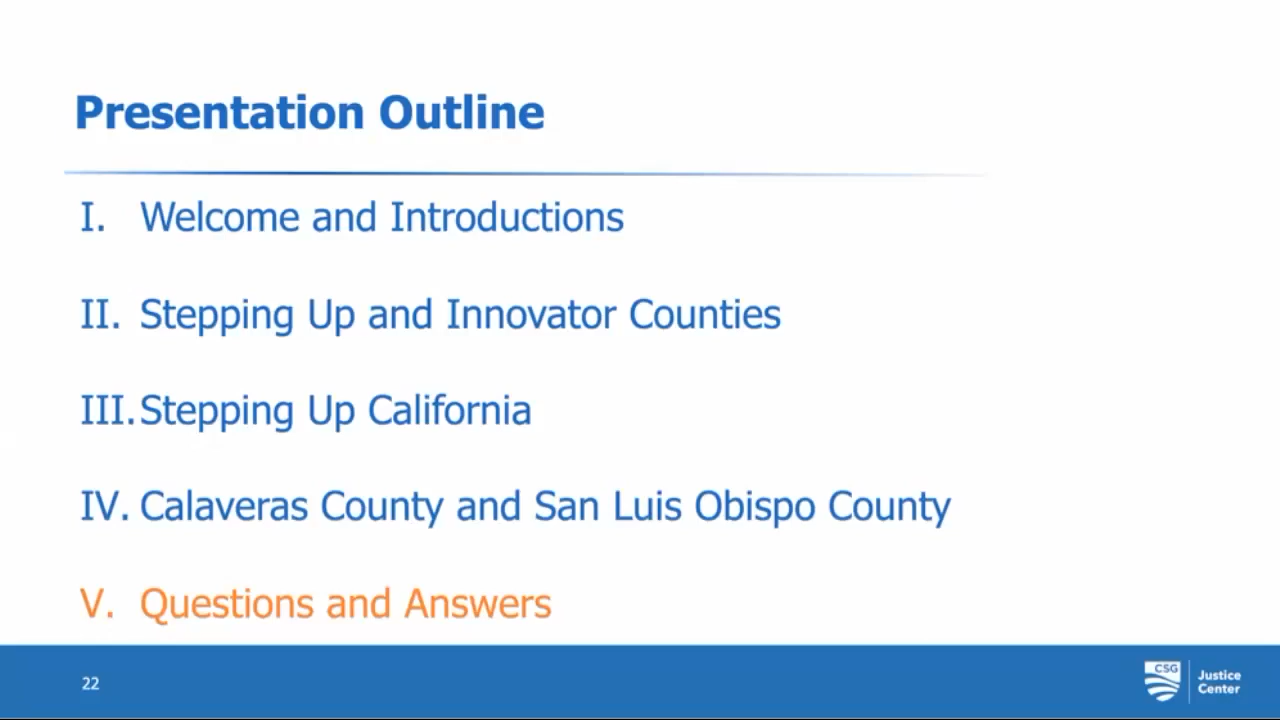 Presentation Outline
I. Welcome and Introductions
II. Stepping Up and Innovator Counties
III. Stepping Up California
IV. Calaveras County and San Luis Obispo County
V. Questions and Answers
22
CSG
Justice
Center